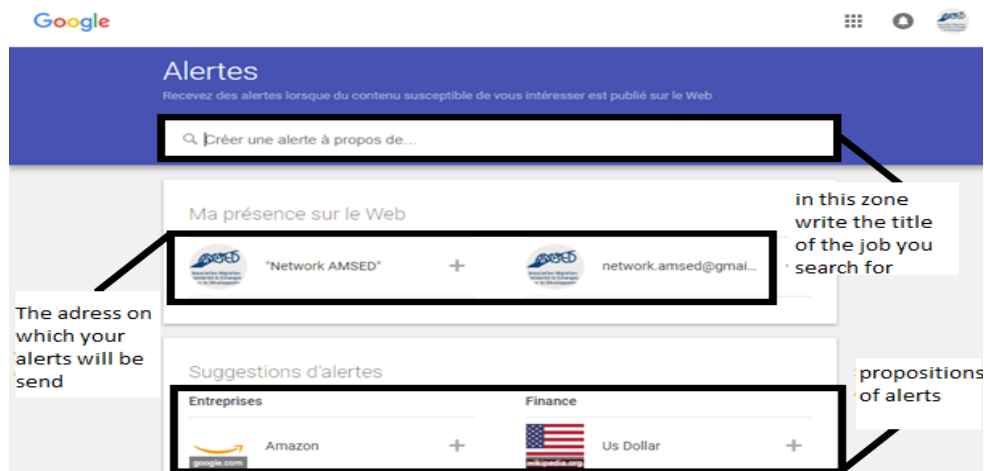 Google
Alertes
Recevez des alertes lorsque du contenu susceptible de vous intéresser est publié sur le Web
Créer une alerte à propos de...
in this zone
write the title
of the job you
search for
Ma présence sur le Web
"Network AMSED"
network.amsed@gmai...
The adress on
which your
alerts will be
send
Suggestions d'alertes
Entreprises
Finance
propositions
of alerts
Amazon
google.com
Us Dollar
wikipedia.org